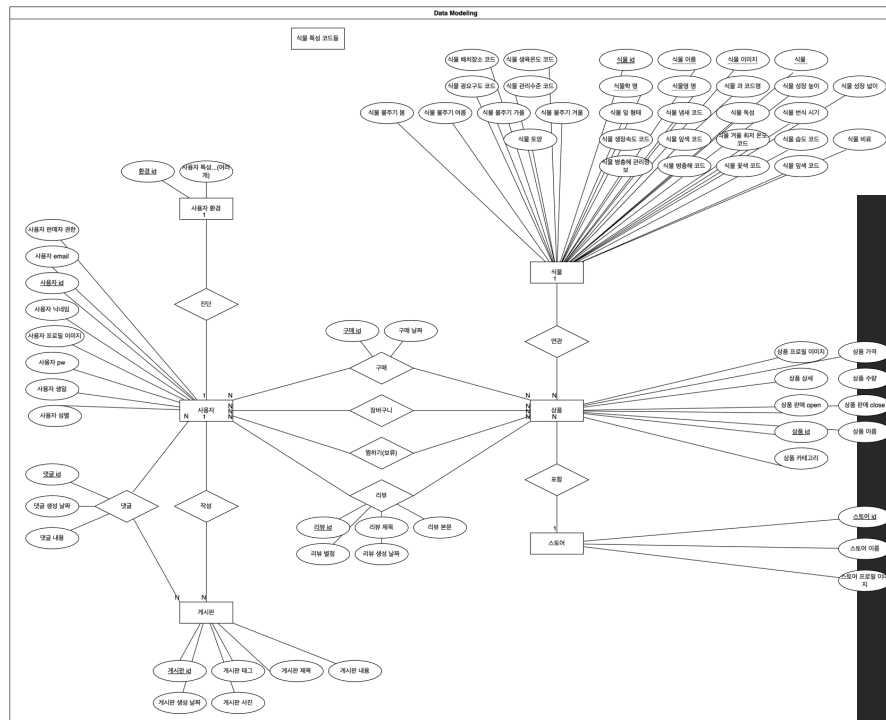 Data Modeling
식물 특성 코드들
식물 배치장소 코드
식물 생육온도 코드
식물 id
식물 이름
식물 이미지
식물
식물 광요구도 코드
식물 관리수준 코드
식물학 명
식물영 명
식물 과 코드명
식물 성장 높이
식물 성장 넓이
식물 물주기 봄
식물 물주기 여름
식물 물주기 가을
식물 물주기 겨울
식물 잎 형태
식물 냄새 코드
식물 독성
식물 번식 시기
식물 토양
식물 생장속도 코드
식물 잎색 코드
식물 겨울 최저 온도
코드
식물 습도 코드
식물 비료
식물 병충해 관리정
보
식물 병충해 코드
식물 꽃색 코드
식물 잎색 코드
환경 id
사용자 특성...(여러
개)
사용자 환경
1
사용자 판매자 권한
사용자 email
사용자 id
사용자 닉네임
사용자 프로필 이미지
사용자 pw
사용자 생일
사용자 성별
진단
식물
1
연관
구매 id
구매 날짜
구매
상품 프로필 이미지
상품 가격
상품 상세
상품 수량
상품 판매 open
상품 판매 close
상품 id
상품 이름
상품 카테고리
1
N
N
N
사용자
N
N
N
1
장바구니
N
N
N
상품
N
N
찜하기(보류)
리뷰
리뷰 id
리뷰 제목
리뷰 본문
리뷰 별점
리뷰 생성 날짜
포함
1
스토어
스토어 id
스토어 이름
스토어 프로필 이미
지
댓글 id
댓글 생성 날짜
댓글
댓글 내용
작성
N
N
게시판
게시판 id
게시판 태그
게시판 제목
게시판 내용
게시판 생성 날짜
게시판 사진